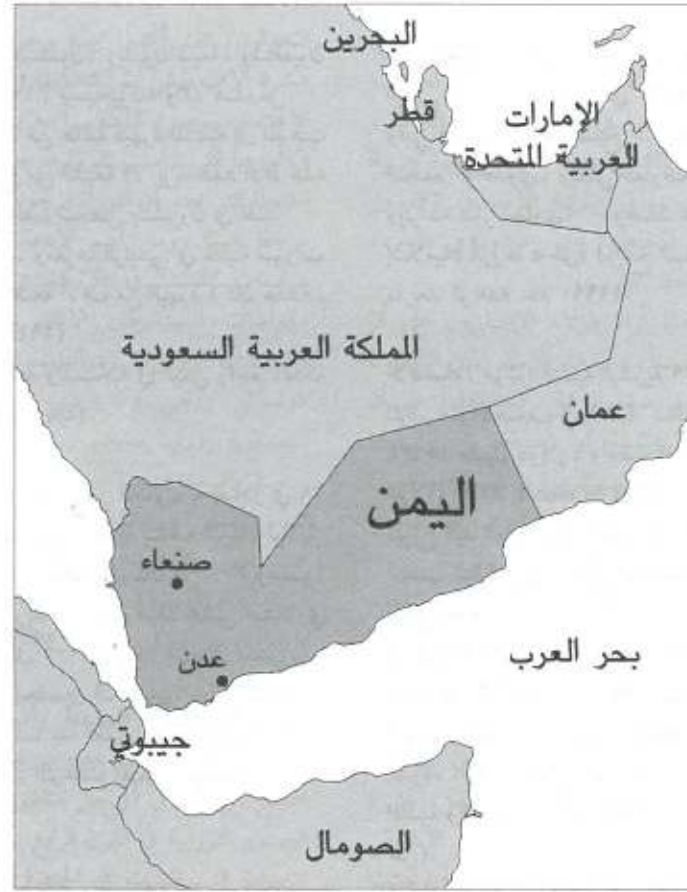 البحرين
قطر
الإمارات
العربية المتحدة
المملكة العربية السعودية
عمان
اليمن
صنعاء
عدن
بحر العرب
جيبوتي
الصومال